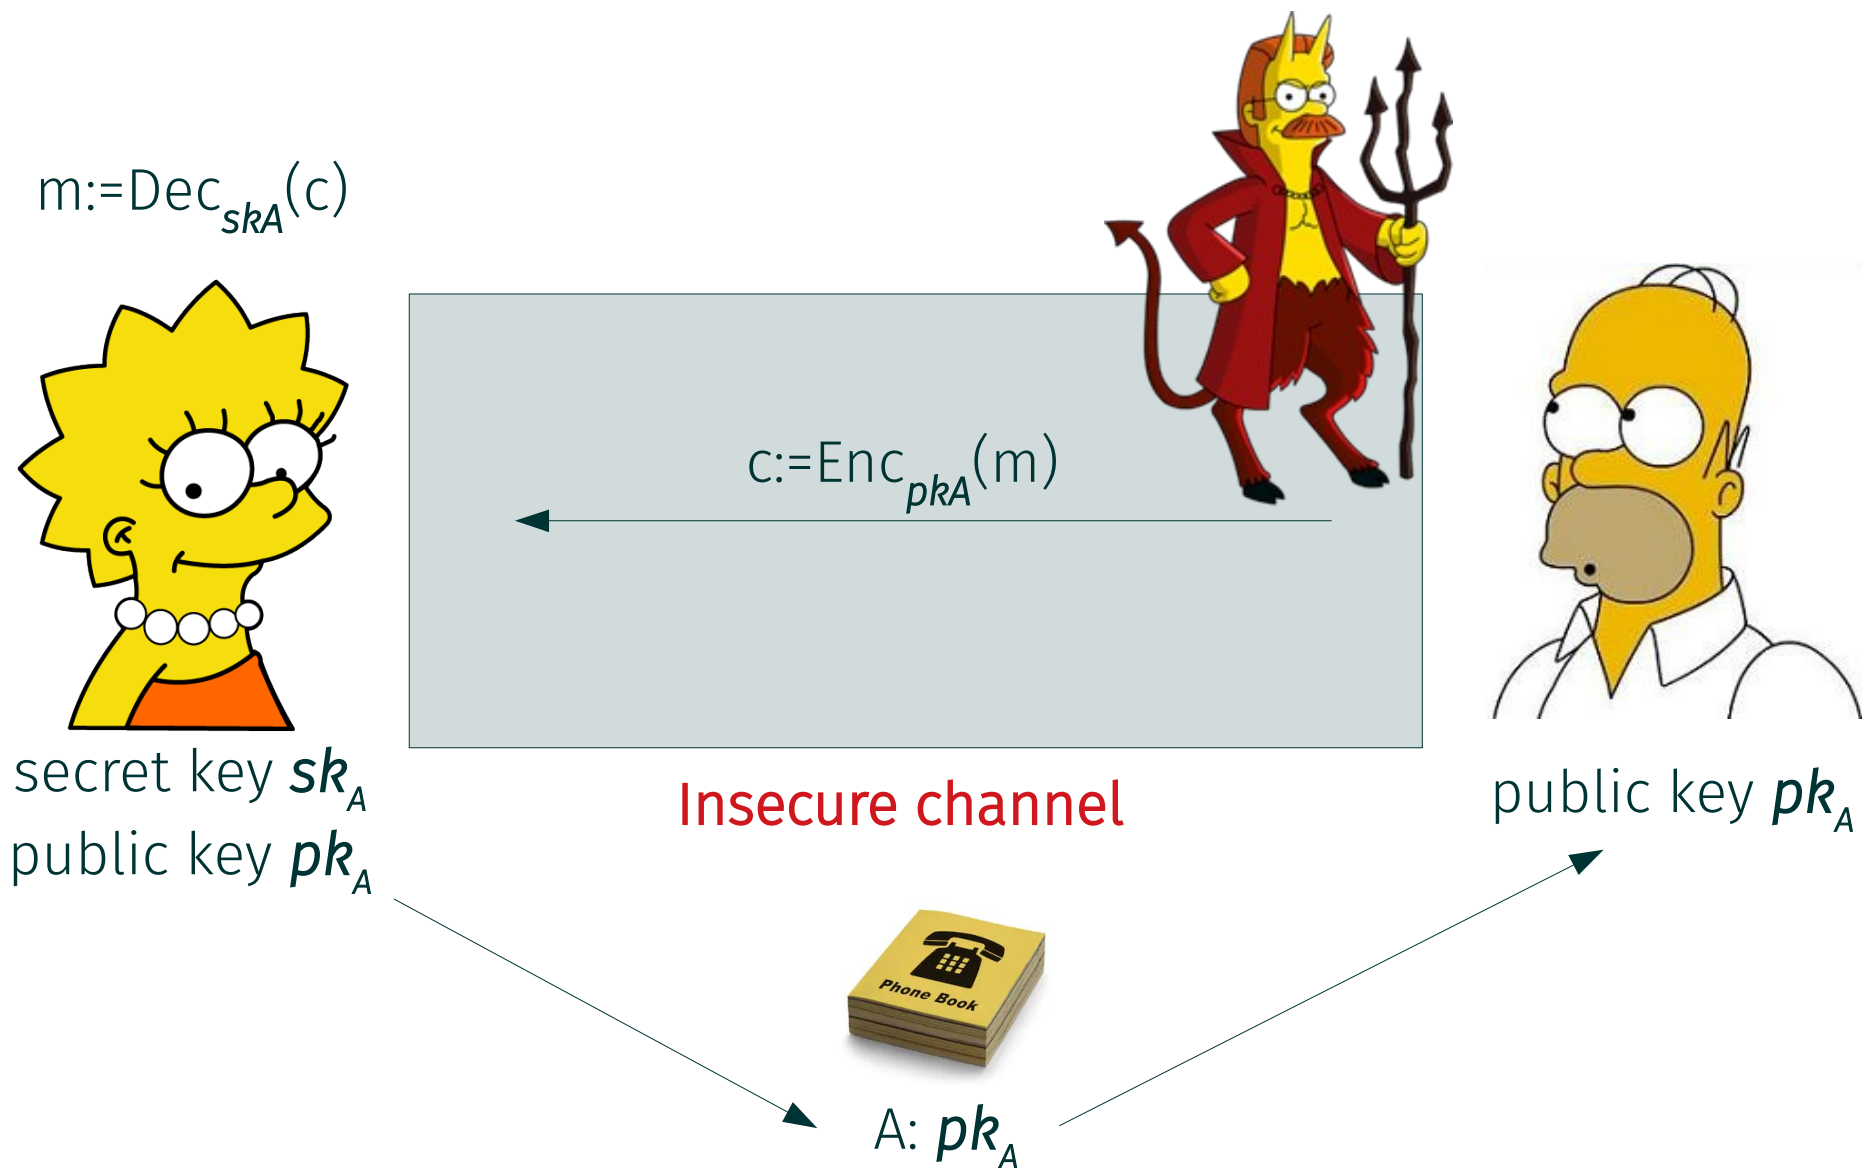 m:=Dec_skA(c)
c:=Enc_pkA(m)
secret key sk_A
public key pk_A
Insecure channel
public key pk_A
Phone Book
A: pk_A